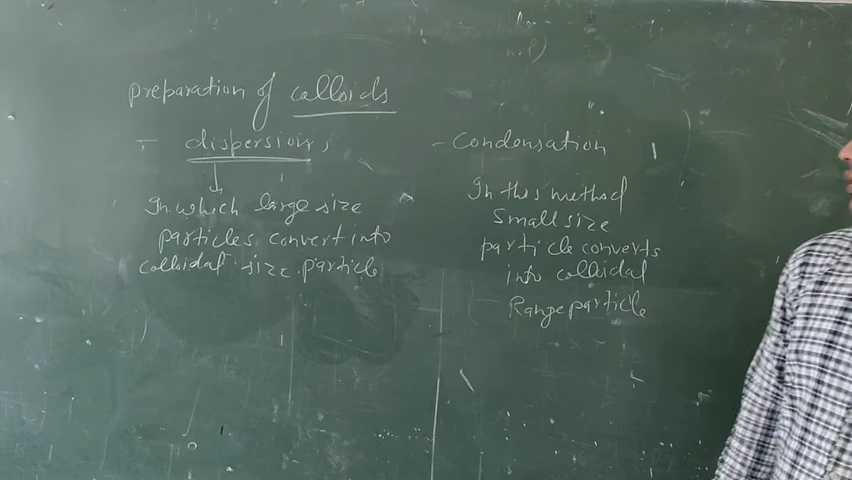 preparation of colloids
- dispersion,
In which large size
particles convert into
colloidal size particle
- Condensation
In this method
Small size
particle converts
into colloidal
Range particle